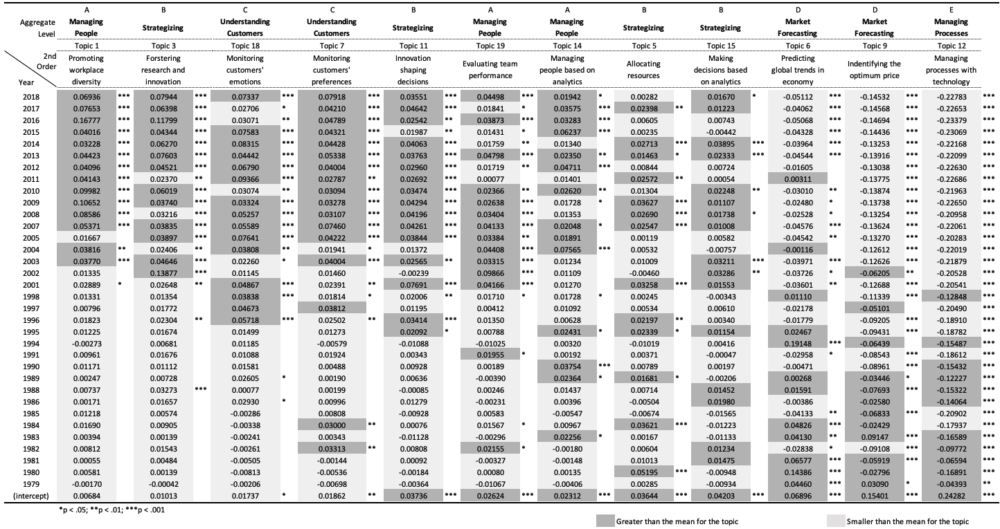 A B C C B A A B B D D E
Aggregate Level Managing People Strategizing Understanding Customers Understanding Customers Strategizing Managing People Managing People Strategizing Strategizing Market Forecasting Market Forecasting Managing Processes
Topic 1 Topic 3 Topic 18 Topic 7 Topic 11 Topic 19 Topic 14 Topic 5 Topic 15 Topic 6 Topic 9 Topic 12
2nd Order Year Promoting workplace diversity Forstering research and innovation Monitoring customers' emotions Monitoring customers' preferences Innovation shaping decisions Evaluating team performance Managing people based on analytics Allocating resources Making decisions based on analytics Predicting global trends in economy Indentifying the optimum price Managing processes with technology
2018 0.06936 *** 0.07944 *** 0.07337 *** 0.07918 *** 0.03551 *** 0.04498 *** 0.01942 * 0.00282 0.01670 * -0.05112 *** -0.14532 *** -0.22783 ***
2017 0.07653 *** 0.06398 *** 0.02706 * 0.04210 *** 0.04642 *** 0.01841 * 0.03575 *** 0.02398 ** 0.01223 -0.04062 *** -0.14568 *** -0.22653 ***
2016 0.16777 *** 0.11799 *** 0.03071 ** 0.04789 *** 0.02542 ** 0.03873 *** 0.03283 *** 0.00605 0.00743 -0.05068 *** -0.14694 *** -0.23379 ***
2015 0.04016 *** 0.04344 *** 0.07583 *** 0.04321 *** 0.01987 ** 0.01431 * 0.06237 *** 0.00235 -0.00442 -0.04328 *** -0.14436 *** -0.23069 ***
2014 0.03228 *** 0.06270 *** 0.08315 *** 0.04428 *** 0.04063 *** 0.01759 ** 0.01340 0.02713 *** 0.03895 *** -0.03964 *** -0.13253 *** -0.22168 ***
2013 0.04423 *** 0.07603 *** 0.04442 *** 0.05338 *** 0.03763 *** 0.04798 *** 0.02350 ** 0.01463 * 0.02333 *** -0.04544 *** -0.13916 *** -0.22099 ***
2012 0.04096 *** 0.04521 *** 0.06790 *** 0.04004 *** 0.02960 *** 0.01719 ** 0.04711 *** 0.00844 0.00724 -0.01605 -0.13038 *** -0.22630 ***
2011 0.04143 *** 0.02370 ** 0.09366 *** 0.02787 ** 0.02692 *** 0.00077 0.01401 0.02572 ** 0.00054 0.00311 -0.13775 *** -0.22686 ***
2010 0.09982 *** 0.06019 *** 0.03074 ** 0.03094 *** 0.03474 *** 0.02366 ** 0.02620 ** 0.01304 0.02248 ** -0.03010 ** -0.13874 *** -0.21963 ***
2009 0.10652 *** 0.03740 *** 0.03324 *** 0.03278 *** 0.04294 *** 0.02638 *** 0.01728 * 0.03627 *** 0.01107 -0.02480 * -0.13738 *** -0.22650 ***
2008 0.08586 *** 0.03216 *** 0.05257 *** 0.03107 *** 0.04196 *** 0.03404 *** 0.01353 0.02690 *** 0.01738 * -0.02528 * -0.13254 *** -0.20958 ***
2007 0.05371 *** 0.03835 *** 0.05589 *** 0.07460 *** 0.04261 *** 0.04133 *** 0.02048 * 0.02547 *** 0.01008 -0.04576 *** -0.13624 *** -0.22061 ***
2005 0.01667 0.03897 *** 0.07641 *** 0.04222 *** 0.03844 *** 0.03384 ** 0.01891 0.00119 0.00582 -0.04542 ** -0.13270 *** -0.20283 ***
2004 0.03816 ** 0.02406 ** 0.03808 ** 0.01941 * 0.01372 0.04408 *** 0.07565 *** 0.00532 -0.00757 -0.00116 -0.12612 *** -0.22019 ***
2003 0.03770 *** 0.04646 *** 0.02260 * 0.04004 *** 0.02565 ** 0.03315 *** 0.01234 0.01009 0.03211 *** -0.03971 *** -0.12626 *** -0.21879 ***
2002 0.01335 0.13877 *** 0.01145 0.01460 -0.00239 0.09866 *** 0.01109 -0.00460 0.03286 ** -0.03726 * -0.06205 ** -0.20528 ***
2001 0.02889 * 0.02648 ** 0.04867 *** 0.02391 ** 0.07691 *** 0.04166 *** 0.01270 0.03258 *** 0.01553 -0.03601 ** -0.12688 *** -0.20541 ***
1998 0.01331 0.01354 0.03838 *** 0.01814 * 0.02006 ** 0.01710 * 0.01728 * 0.00245 -0.00343 0.01110 -0.11339 *** -0.12848 ***
1997 0.00796 0.01772 0.04673 0.03812 0.01195 0.00412 0.01092 0.00534 0.00610 -0.02178 -0.05101 -0.20490 ***
1996 0.01823 0.02304 ** 0.05718 *** 0.02502 ** 0.03414 *** 0.01350 0.00628 0.02197 ** 0.00340 -0.01779 -0.09205 *** -0.18910 ***
1995 0.01225 0.01674 0.01499 0.01273 0.02092 * 0.00788 0.02431 * 0.02339 * 0.01154 0.02467 -0.09431 *** -0.18782 ***
1994 -0.00273 0.00681 0.01185 -0.00579 -0.01088 -0.01025 0.00320 -0.01019 0.00416 0.19148 *** -0.06439 *** -0.15487 ***
1991 0.00961 0.01676 0.01088 0.01924 0.00343 0.01955 * 0.00192 0.00371 -0.00047 -0.02958 * -0.08543 *** -0.18612 ***
1990 0.01171 0.01112 0.01581 0.00488 0.00928 0.00189 0.03754 *** 0.00789 0.00197 -0.00471 -0.08961 *** -0.15432 ***
1989 0.00247 0.00728 0.02605 * 0.00190 0.00636 -0.00390 0.02364 * 0.01681 * -0.00206 0.00268 -0.03446 * -0.12227 ***
1988 0.00737 0.03273 *** 0.00077 0.00199 -0.00085 0.00246 0.01437 0.00714 0.01452 0.01591 -0.07693 *** -0.15322 ***
1986 0.00171 0.01657 0.02930 * 0.00996 0.01279 -0.00231 0.00396 -0.00504 0.01980 -0.00386 -0.02580 -0.14064 ***
1985 0.01218 0.00574 -0.00286 0.00808 -0.00928 0.00583 -0.00547 -0.00674 -0.01565 -0.04133 ** -0.06833 *** -0.20902 ***
1984 0.01690 0.00905 -0.00338 0.03000 ** 0.00076 0.01567 * 0.00967 0.03621 *** -0.01223 0.04826 *** -0.02429 -0.17937 ***
1983 0.00394 0.00139 -0.00241 0.00343 -0.01128 -0.00296 0.02256 * 0.00167 -0.01133 0.04130 ** 0.09147 *** -0.16589 ***
1982 0.00812 0.01543 -0.00261 0.03313 ** 0.00808 0.02155 * -0.00180 0.00604 0.01234 -0.02838 * -0.09108 *** -0.09772 ***
1981 0.00055 0.00484 -0.00505 -0.00144 0.00092 -0.00327 -0.00148 0.01013 0.01475 0.06577 *** -0.05919 *** -0.06594 ***
1980 0.00581 0.00139 -0.00813 -0.00536 -0.00184 0.00080 0.00135 0.05195 *** -0.00948 0.14386 *** -0.02796 -0.16891 ***
1979 -0.00170 -0.00042 -0.00206 -0.00698 -0.00364 -0.01067 -0.00406 0.00285 -0.00934 0.04460 *** 0.03090 * -0.04393 **
(intercept) 0.00684 0.01013 0.01737 * 0.01862 ** 0.03736 *** 0.02624 *** 0.02312 *** 0.03644 *** 0.04203 *** 0.06896 *** 0.15401 *** 0.24282 ***
*p < .05; **p < .01; ***p < .001
Greater than the mean for the topic Smaller than the mean for the topic